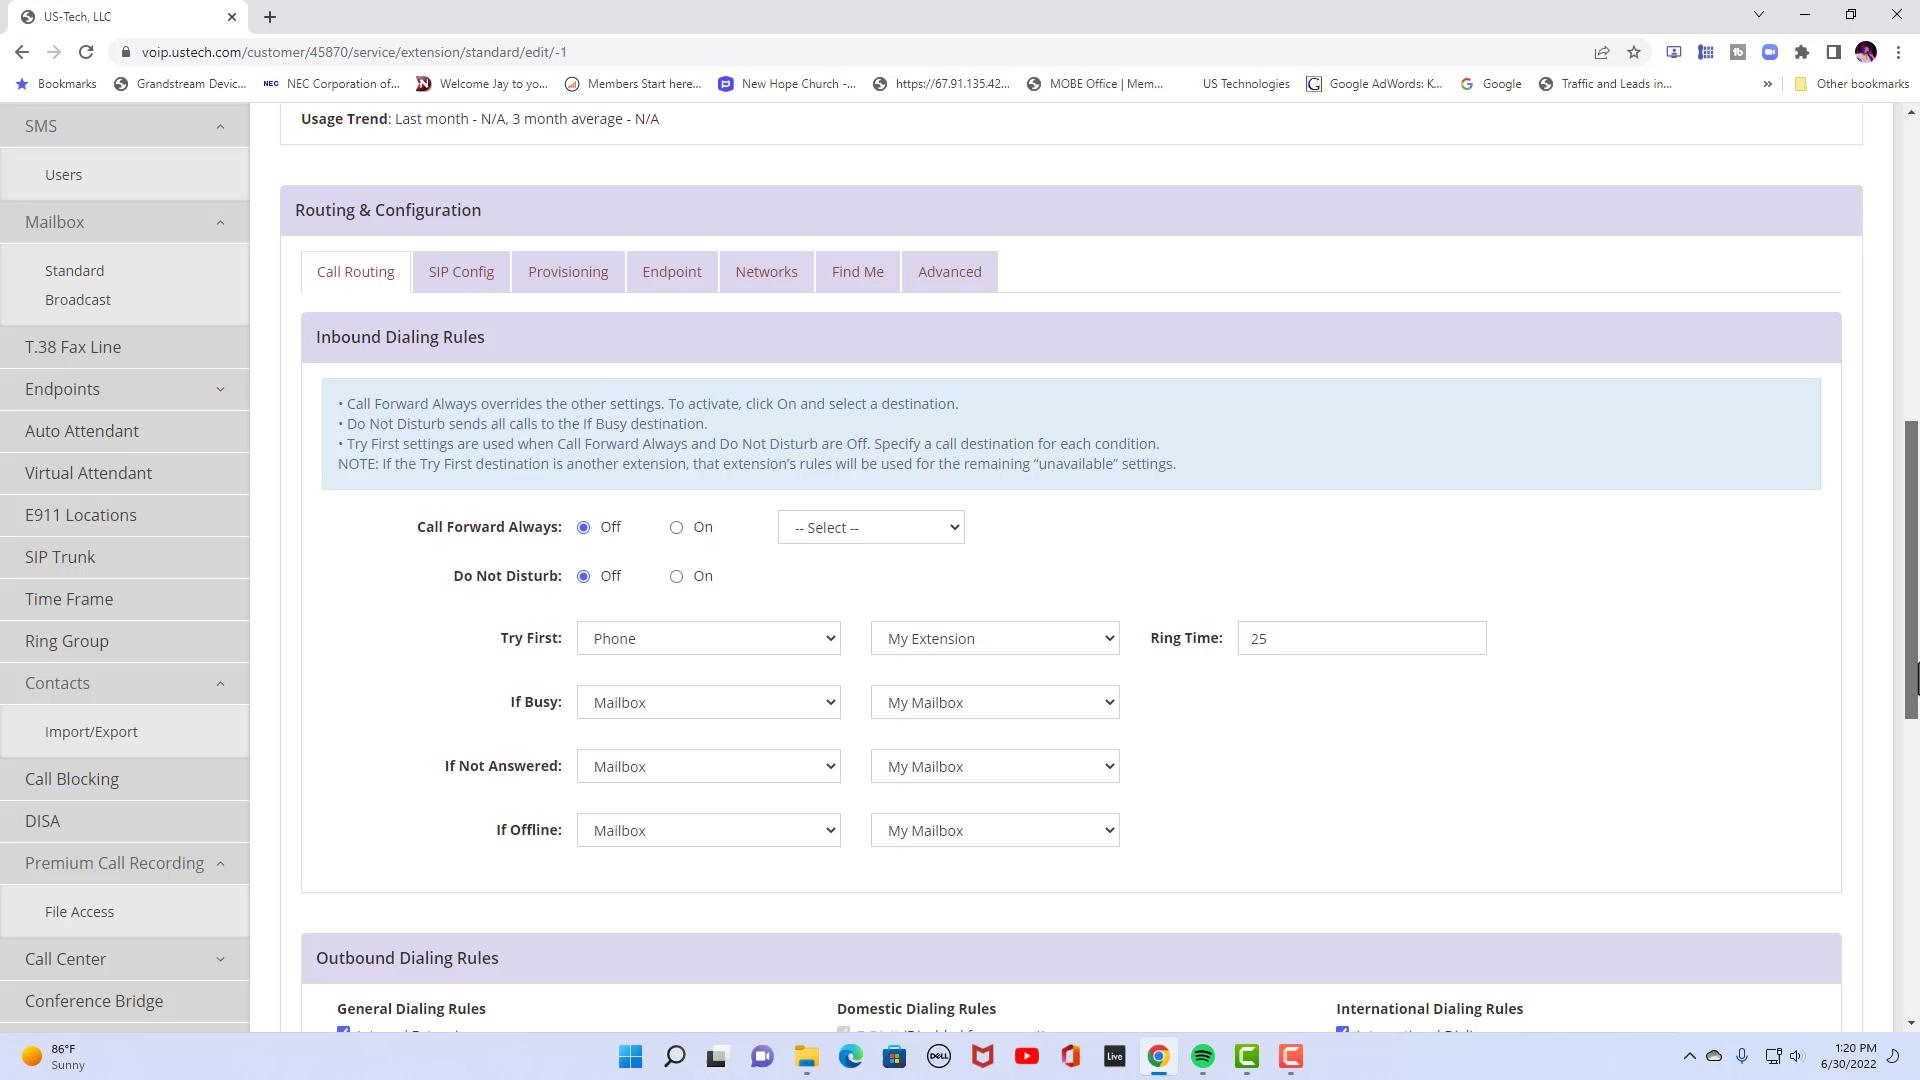 US-Tech, LLC
voip.ustech.com/customer/45870/service/extension/standard/edit/-1
Bookmarks
Grandstream Devic...
NEC NEC Corporation of...
Welcome Jay to yo...
Members Start here...
New Hope Church -...
https://67.91.135.42...
MOBE Office | Mem...
US Technologies
Google AdWords: K...
Google
Traffic and Leads in...
»
Other bookmarks
SMS
Users
Mailbox
Standard
Broadcast
T.38 Fax Line
Endpoints
Auto Attendant
Virtual Attendant
E911 Locations
SIP Trunk
Time Frame
Ring Group
Contacts
Import/Export
Call Blocking
DISA
Premium Call Recording
File Access
Call Center
Conference Bridge
Usage Trend: Last month - N/A, 3 month average - N/A
Routing & Configuration
Call Routing
SIP Config
Provisioning
Endpoint
Networks
Find Me
Advanced
Inbound Dialing Rules
• Call Forward Always overrides the other settings. To activate, click On and select a destination.
• Do Not Disturb sends all calls to the If Busy destination.
• Try First settings are used when Call Forward Always and Do Not Disturb are Off. Specify a call destination for each condition.
NOTE: If the Try First destination is another extension, that extension's rules will be used for the remaining “unavailable” settings.
Call Forward Always: Off On -- Select --
Do Not Disturb: Off On
Try First: Phone My Extension Ring Time: 25
If Busy: Mailbox My Mailbox
If Not Answered: Mailbox My Mailbox
If Offline: Mailbox My Mailbox
Outbound Dialing Rules
General Dialing Rules
Domestic Dialing Rules
International Dialing Rules
86°F
Sunny
DELL
Live
1:20 PM
6/30/2022